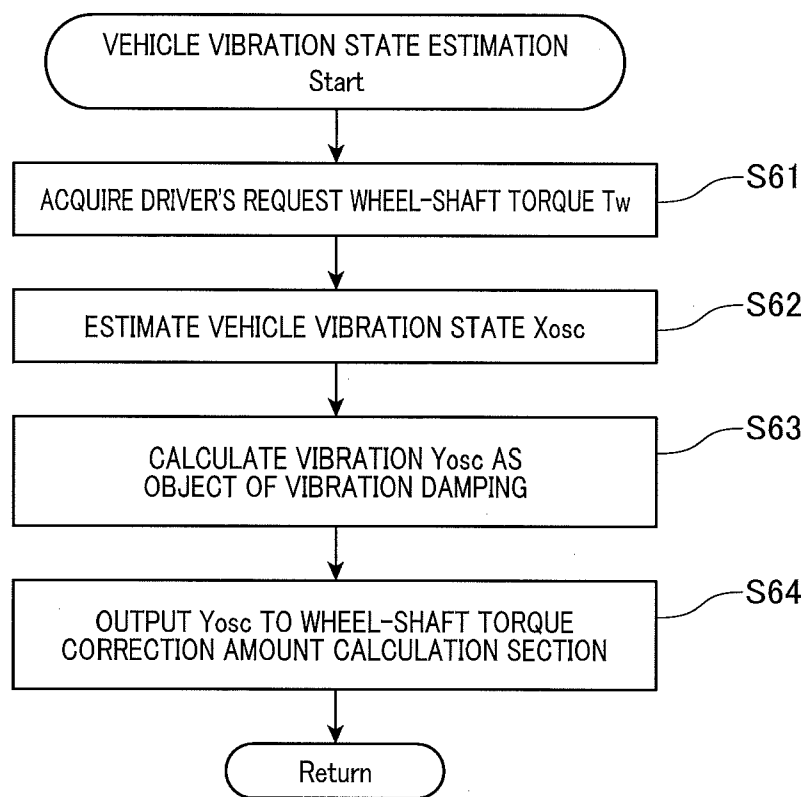 VEHICLE VIBRATION STATE ESTIMATION
Start
ACQUIRE DRIVER'S REQUEST WHEEL-SHAFT TORQUE Tw
S61
ESTIMATE VEHICLE VIBRATION STATE Xosc
S62
CALCULATE VIBRATION Yosc AS
OBJECT OF VIBRATION DAMPING
S63
OUTPUT Yosc TO WHEEL-SHAFT TORQUE
CORRECTION AMOUNT CALCULATION SECTION
S64
Return